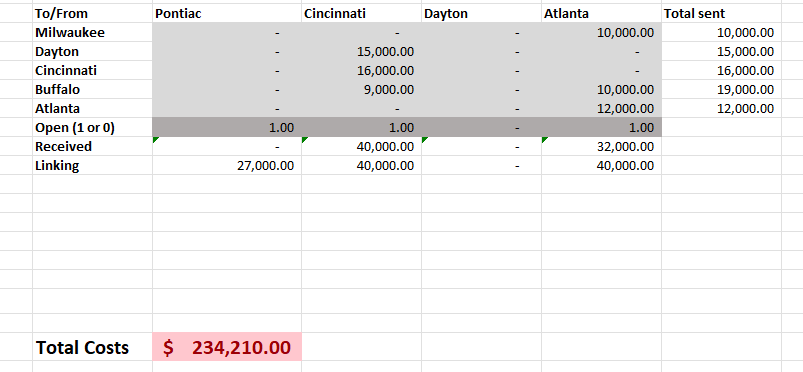 To/From Pontiac Cincinnati Dayton Atlanta Total sent
Milwaukee - - - 10,000.00 10,000.00
Dayton - 15,000.00 - - 15,000.00
Cincinnati - 16,000.00 - - 16,000.00
Buffalo - 9,000.00 - 10,000.00 19,000.00
Atlanta - - - 12,000.00 12,000.00
Open (1 or 0) 1.00 1.00 - 1.00
Received - 40,000.00 - 32,000.00
Linking 27,000.00 40,000.00 - 40,000.00
Total Costs $ 234,210.00